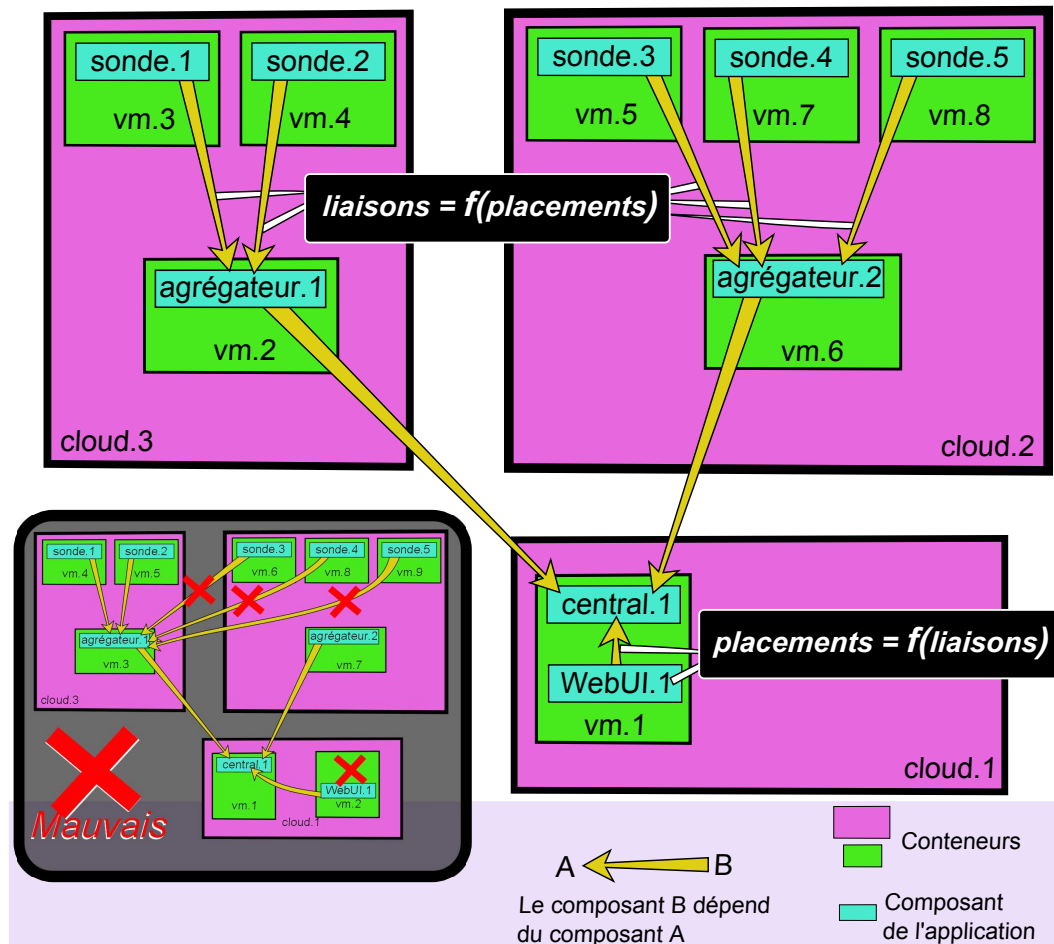 sonde.1
sonde.2
vm.3
vm.4
sonde.3
sonde.4
sonde.5
vm.5
vm.7
vm.8
liaisons = f(placements)
agrégateur.1
vm.2
agrégateur.2
vm.6
cloud.3
cloud.2
sonde.1
sonde.2
vm.4
vm.5
sonde.3
sonde.4
sonde.5
vm.6
vm.8
vm.9
agrégateur.1
vm.3
agrégateur.2
vm.7
cloud.3
central.1
vm.1
WebUI.1
vm.2
cloud.1
Mauvais
central.1
WebUI.1
vm.1
placements = f(liaisons)
cloud.1
A
B
Le composant B dépend
du composant A
Conteneurs
Composant
de l'application